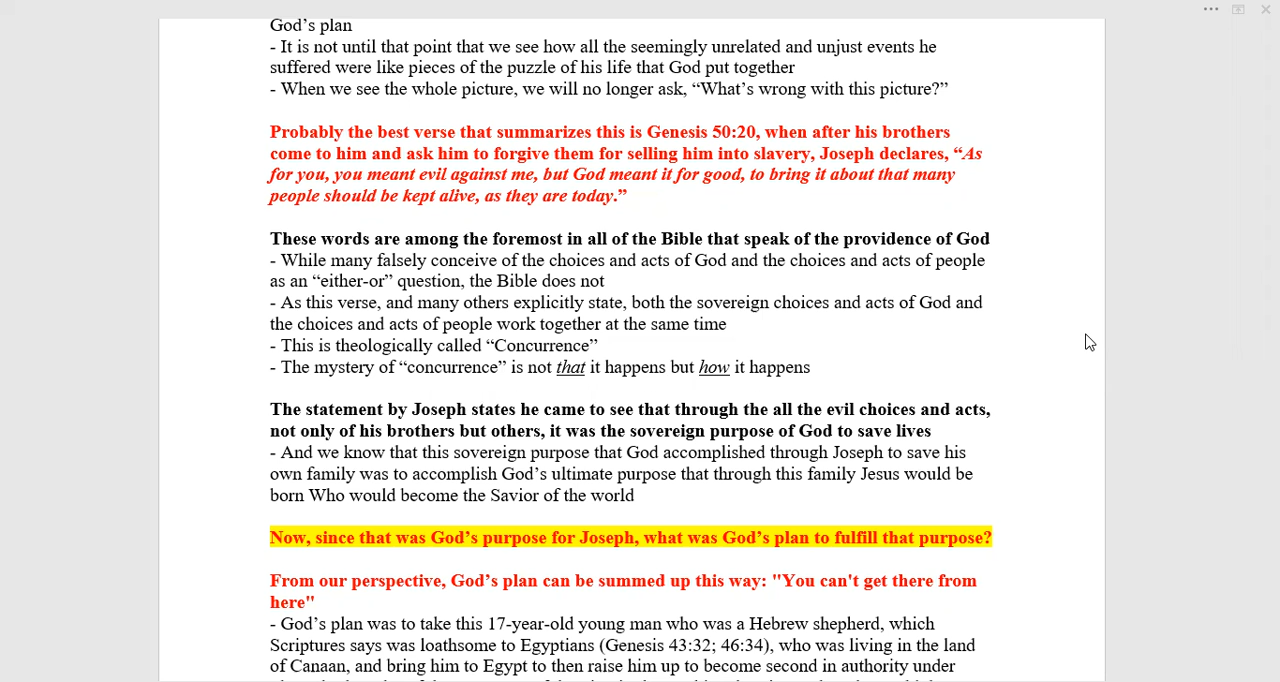 God’s plan
- It is not until that point that we see how all the seemingly unrelated and unjust events he
suffered were like pieces of the puzzle of his life that God put together
- When we see the whole picture, we will no longer ask, “What’s wrong with this picture?”
Probably the best verse that summarizes this is Genesis 50:20, when after his brothers
come to him and ask him to forgive them for selling him into slavery, Joseph declares, “As
for you, you meant evil against me, but God meant it for good, to bring it about that many
people should be kept alive, as they are today.”
These words are among the foremost in all of the Bible that speak of the providence of God
- While many falsely conceive of the choices and acts of God and the choices and acts of people
as an “either-or” question, the Bible does not
- As this verse, and many others explicitly state, both the sovereign choices and acts of God and
the choices and acts of people work together at the same time
- This is theologically called “Concurrence”
- The mystery of “concurrence” is not that it happens but how it happens
The statement by Joseph states he came to see that through the all the evil choices and acts,
not only of his brothers but others, it was the sovereign purpose of God to save lives
- And we know that this sovereign purpose that God accomplished through Joseph to save his
own family was to accomplish God’s ultimate purpose that through this family Jesus would be
born Who would become the Savior of the world
Now, since that was God’s purpose for Joseph, what was God’s plan to fulfill that purpose?
From our perspective, God’s plan can be summed up this way: "You can't get there from
here"
- God’s plan was to take this 17-year-old young man who was a Hebrew shepherd, which
Scriptures says was loathsome to Egyptians (Genesis 43:32; 46:34), who was living in the land
of Canaan, and bring him to Egypt to then raise him up to become second in authority under